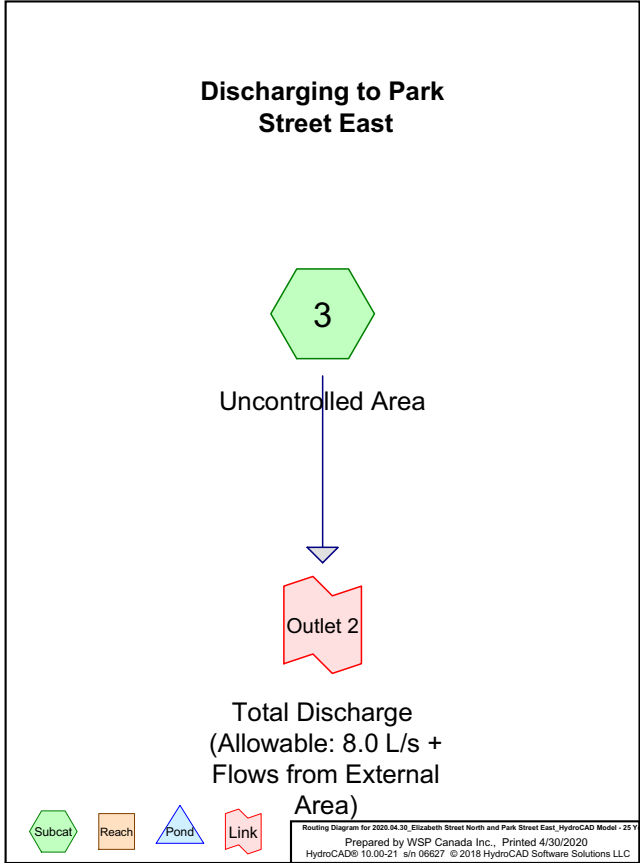 Discharging to Park
Street East
3
Uncontrolled Area
Outlet 2
Total Discharge
(Allowable: 8.0 L/s +
Flows from External
Area)
Subcat
Reach
Pond
Link
Routing Diagram for 2020.04.30_Elizabeth Street North and Park Street East_HydroCAD Model - 25 Y
Prepared by WSP Canada Inc., Printed 4/30/2020
HydroCAD® 10.00-21 s/n 06627 © 2018 HydroCAD Software Solutions LLC